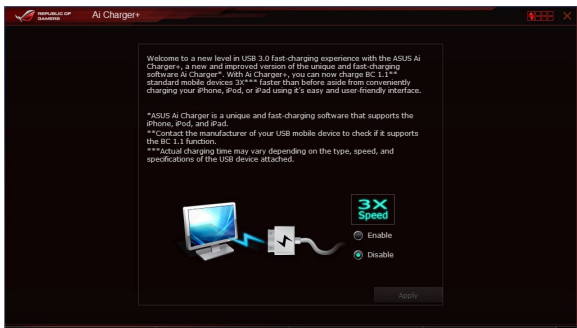 REPUBLIC OF
GAMERS
Ai Charger+
Welcome to a new level in USB 3.0 fast-charging experience with the ASUS Ai
Charger+, a new and improved version of the unique and fast-charging
software Ai Charger*. With Ai Charger+, you can now charge BC 1.1**
standard mobile devices 3X*** faster than before aside from conveniently
charging your iPhone, iPod, or iPad using it's easy and user-friendly interface.
*ASUS Ai Charger is a unique and fast-charging software that supports the
iPhone, iPod, and iPad.
**Contact the manufacturer of your USB mobile device to check if it supports
the BC 1.1 function.
***Actual charging time may vary depending on the type, speed, and
specifications of the USB device attached.
3X
Speed
Enable
Disable
Apply